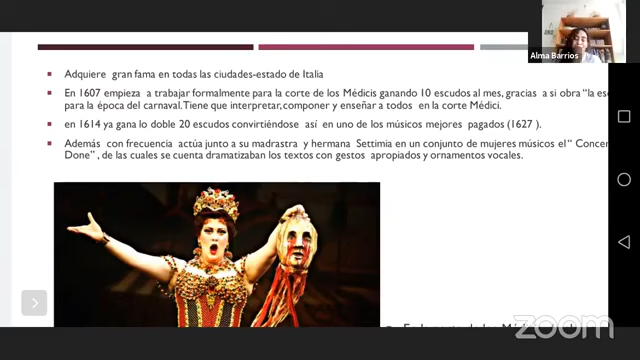 Alma Barrios
Adquiere gran fama en todas las ciudades-estado de Italia
En 1607 empieza a trabajar formalmente para la corte de los Médicis ganando 10 escudos al mes, gracias a si obra "la es
para la época del carnaval. Tiene que interpretar, componer y enseñar a todos en la corte Médici.
en 1614 ya gana lo doble 20 escudos convirtiéndose así en uno de los músicos mejores pagados (1627 ).
Además con frecuencia actúa junto a su madrastra y hermana Settimia en un conjunto de mujeres músicos el " Concer
Done" , de las cuales se cuenta dramatizaban los textos con gestos apropiados y ornamentos vocales.
zoom